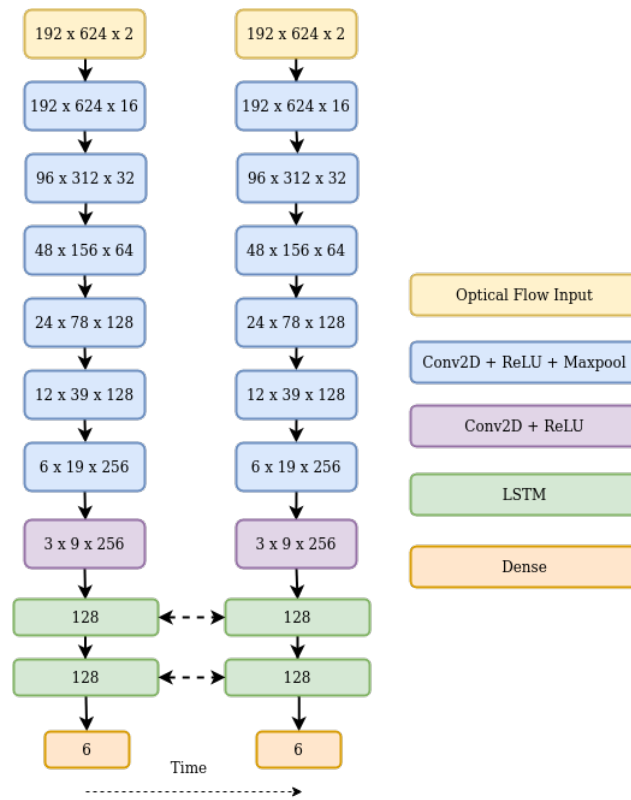 192 x 624 x 2
192 x 624 x 2
192 x 624 x 16
192 x 624 x 16
96 x 312 x 32
96 x 312 x 32
48 x 156 x 64
48 x 156 x 64
24 x 78 x 128
24 x 78 x 128
12 x 39 x 128
12 x 39 x 128
6 x 19 x 256
6 x 19 x 256
3 x 9 x 256
3 x 9 x 256
128
128
128
128
6
6
Time
Optical Flow Input
Conv2D + ReLU + Maxpool
Conv2D + ReLU
LSTM
Dense